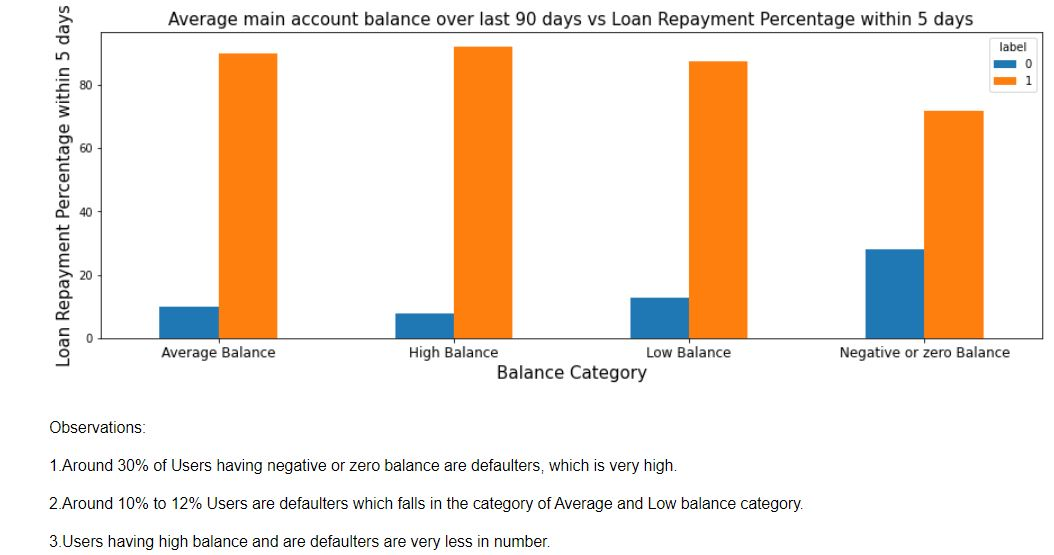 Average main account balance over last 90 days vs Loan Repayment Percentage within 5 days
Loan Repayment Percentage within 5 days
80
60
40
20
0
label
0
1
Average Balance
High Balance
Low Balance
Negative or zero Balance
Balance Category
Observations:
1.Around 30% of Users having negative or zero balance are defaulters, which is very high.
2.Around 10% to 12% Users are defaulters which falls in the category of Average and Low balance category.
3.Users having high balance and are defaulters are very less in number.